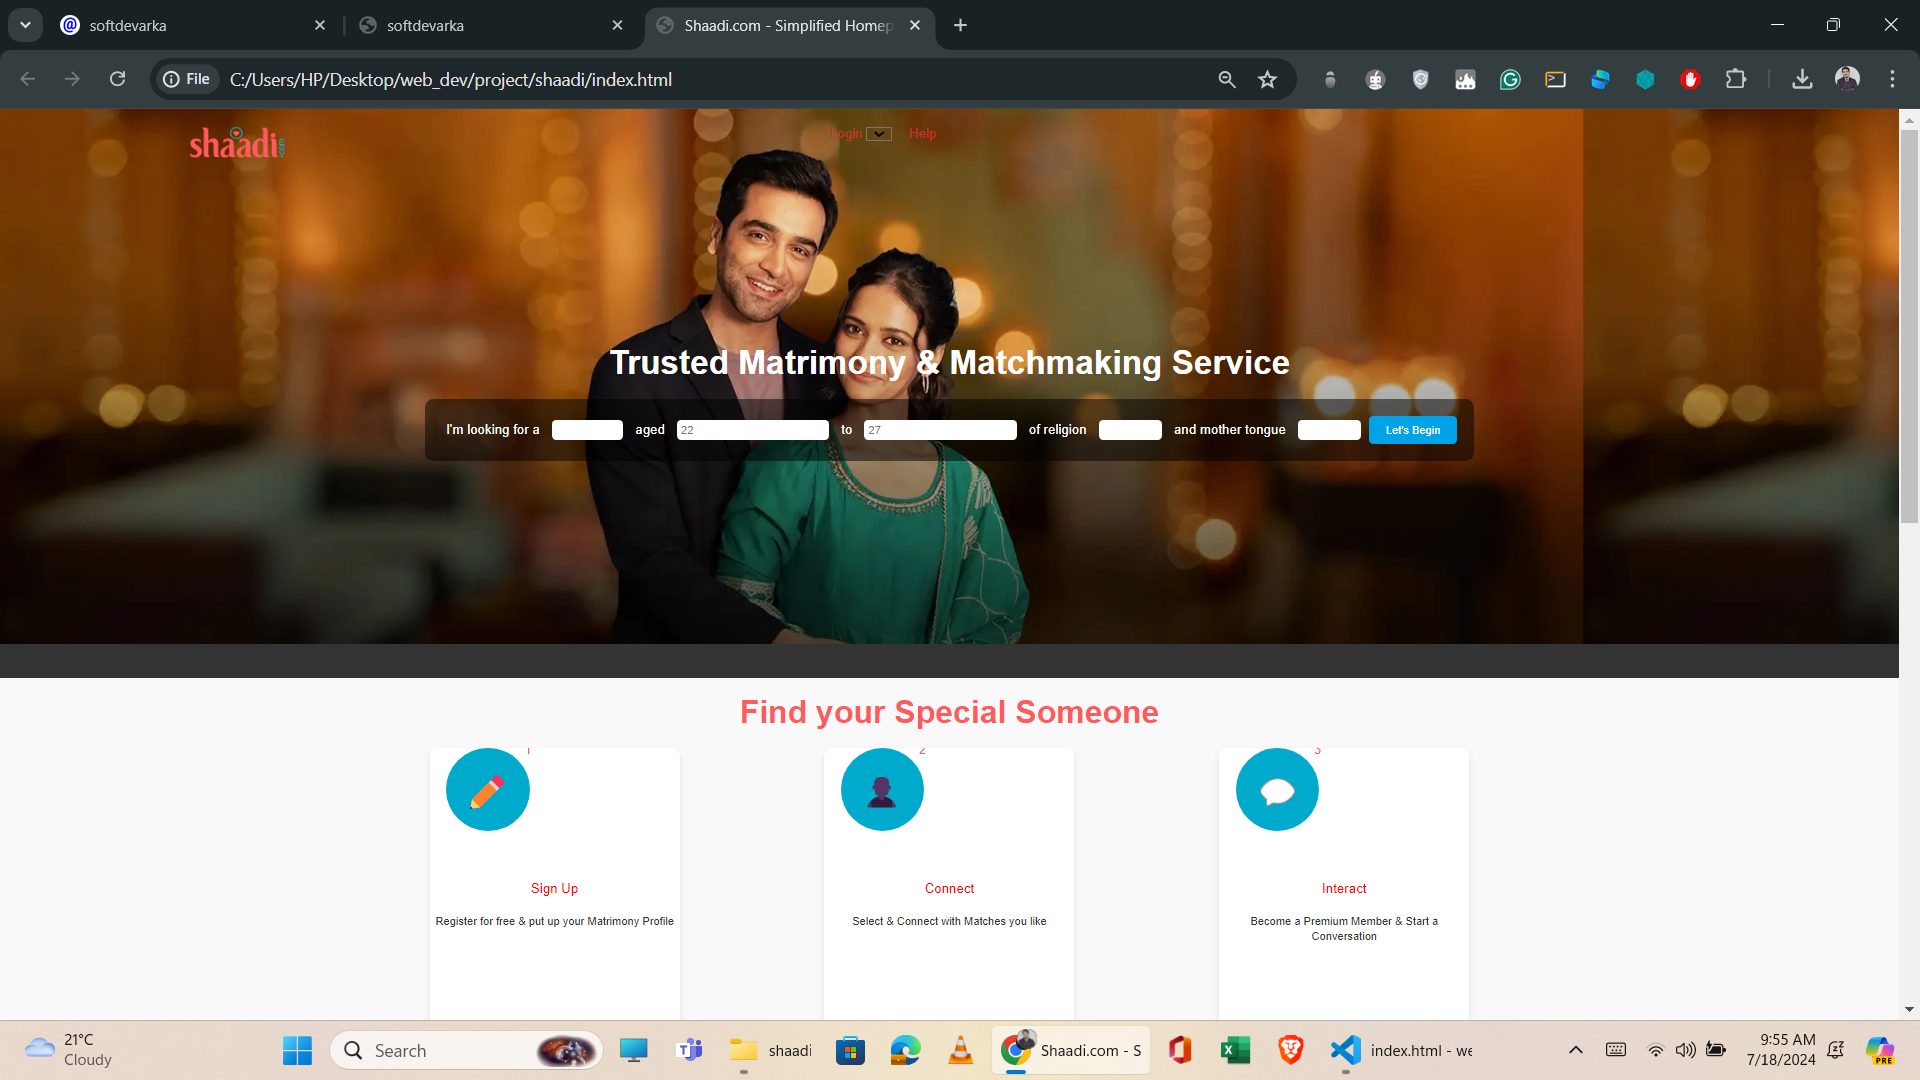 softdevarka
softdevarka
Shaadi.com - Simplified Homep
File
C:/Users/HP/Desktop/web_dev/project/shaadi/index.html
shaadi
Login
Help
Trusted Matrimony & Matchmaking Service
I'm looking for a
aged
22
to
27
of religion
and mother tongue
Let's Begin
Find your Special Someone
1
2
3
Sign Up
Connect
Interact
Register for free & put up your Matrimony Profile
Select & Connect with Matches you like
Become a Premium Member & Start a
Conversation
21°C
Cloudy
Search
shaadi
Shaadi.com - S
index.html - we
9:55 AM
7/18/2024
PRE